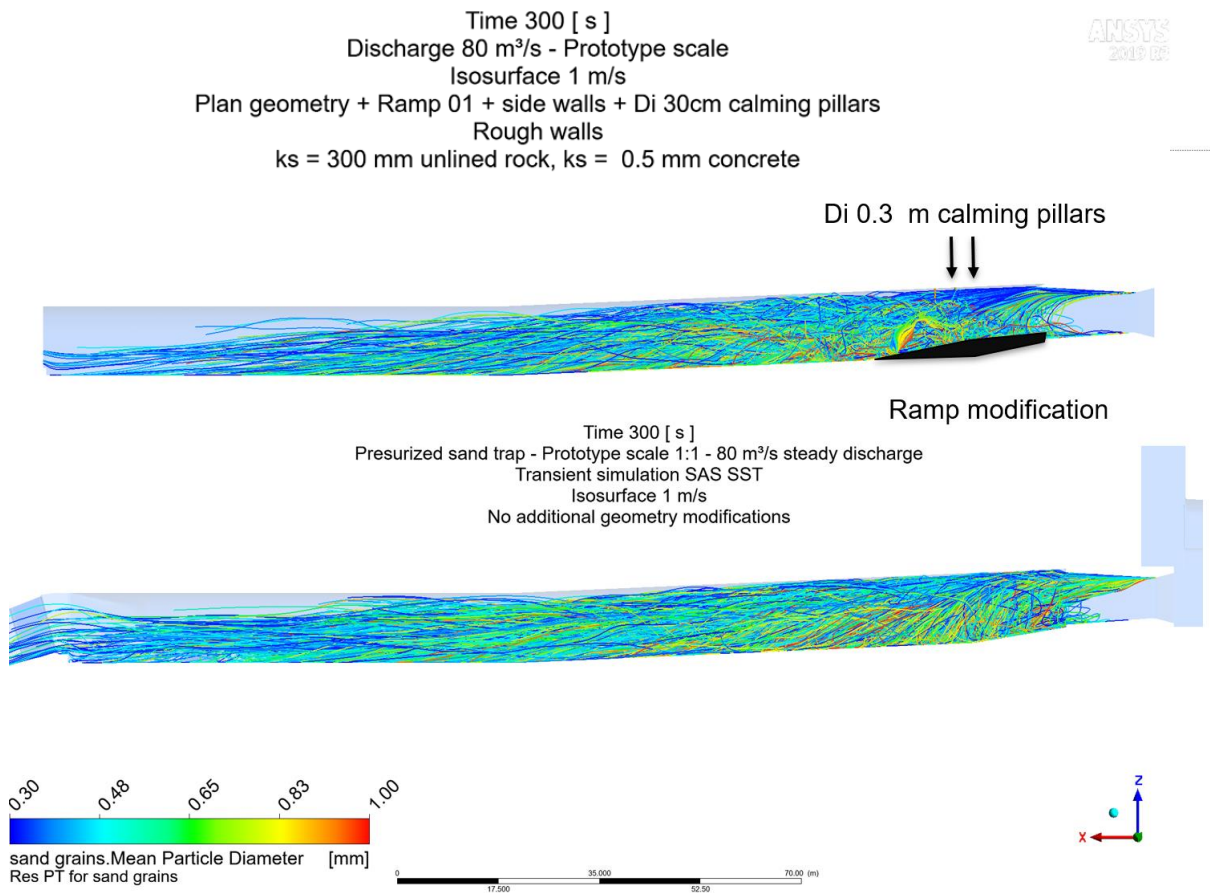 Time 300 [ s ]
Discharge 80 m³/s - Prototype scale
Isosurface 1 m/s
Plan geometry + Ramp 01 + side walls + Di 30cm calming pillars
Rough walls
ks = 300 mm unlined rock, ks = 0.5 mm concrete
ANSYS
2019 R3
Di 0.3 m calming pillars
Ramp modification
Time 300 [ s ]
Presurized sand trap - Prototype scale 1:1 - 80 m³/s steady discharge
Transient simulation SAS SST
Isosurface 1 m/s
No additional geometry modifications
0.30 0.48 0.65 0.83 1.00
sand grains.Mean Particle Diameter [mm]
Res PT for sand grains
0 35.000 70.00 (m)
17.500 52.50
Z
X